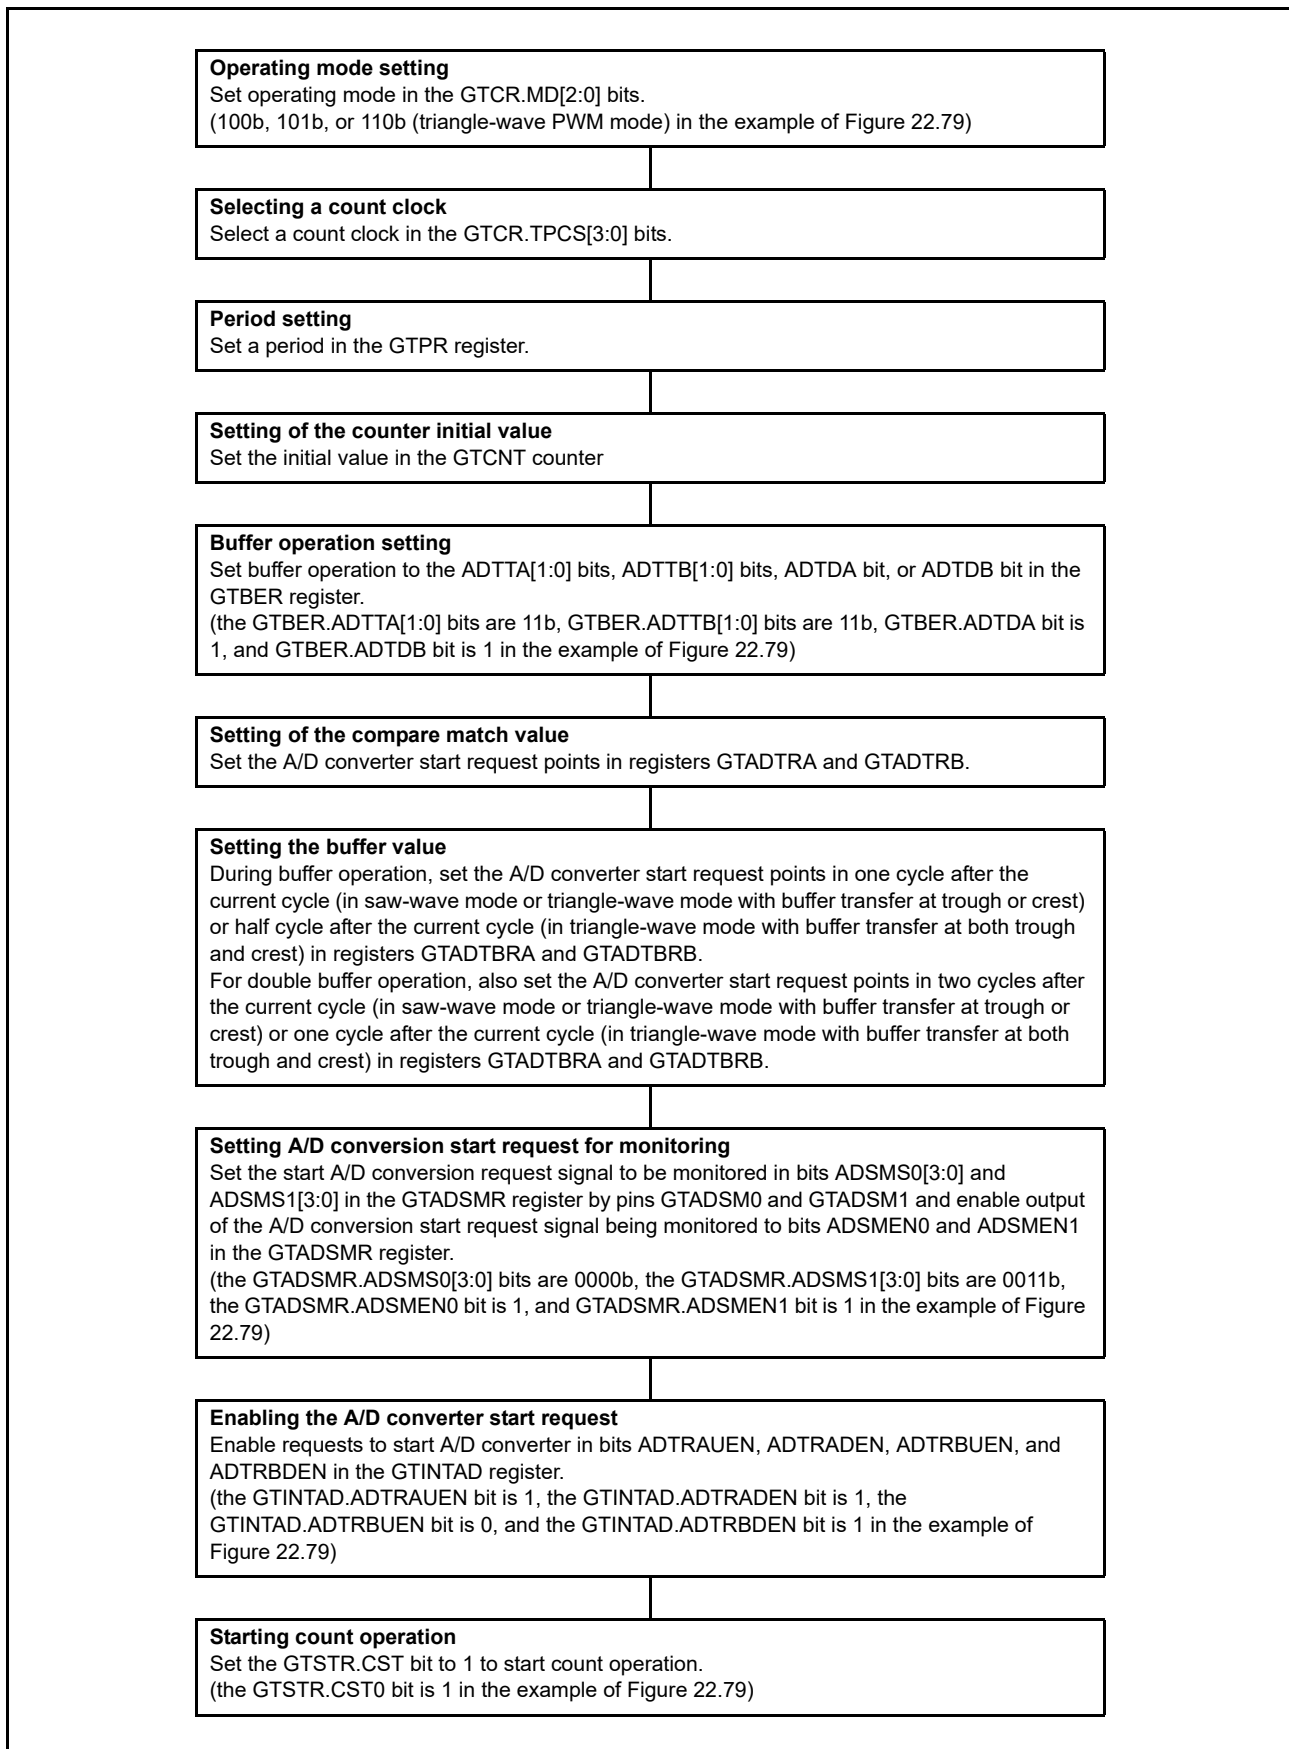 Operating mode setting
Set operating mode in the GTCR.MD[2:0] bits.
(100b, 101b, or 110b (triangle-wave PWM mode) in the example of Figure 22.79)
Selecting a count clock
Select a count clock in the GTCR.TPCS[3:0] bits.
Period setting
Set a period in the GTPR register.
Setting of the counter initial value
Set the initial value in the GTCNT counter
Buffer operation setting
Set buffer operation to the ADTTA[1:0] bits, ADTTB[1:0] bits, ADTDA bit, or ADTDB bit in the
GTBER register.
(the GTBER.ADTTA[1:0] bits are 11b, GTBER.ADTTB[1:0] bits are 11b, GTBER.ADTDA bit is
1, and GTBER.ADTDB bit is 1 in the example of Figure 22.79)
Setting of the compare match value
Set the A/D converter start request points in registers GTADTRA and GTADTRB.
Setting the buffer value
During buffer operation, set the A/D converter start request points in one cycle after the
current cycle (in saw-wave mode or triangle-wave mode with buffer transfer at trough or crest)
or half cycle after the current cycle (in triangle-wave mode with buffer transfer at both trough
and crest) in registers GTADTBRA and GTADTBRB.
For double buffer operation, also set the A/D converter start request points in two cycles after
the current cycle (in saw-wave mode or triangle-wave mode with buffer transfer at trough or
crest) or one cycle after the current cycle (in triangle-wave mode with buffer transfer at both
trough and crest) in registers GTADTBRA and GTADTBRB.
Setting A/D conversion start request for monitoring
Set the start A/D conversion request signal to be monitored in bits ADSMS0[3:0] and
ADSMS1[3:0] in the GTADSMR register by pins GTADSM0 and GTADSM1 and enable output
of the A/D conversion start request signal being monitored to bits ADSMEN0 and ADSMEN1
in the GTADSMR register.
(the GTADSMR.ADSMS0[3:0] bits are 0000b, the GTADSMR.ADSMS1[3:0] bits are 0011b,
the GTADSMR.ADSMEN0 bit is 1, and GTADSMR.ADSMEN1 bit is 1 in the example of Figure
22.79)
Enabling the A/D converter start request
Enable requests to start A/D converter in bits ADTRAUEN, ADTRADEN, ADTRBUEN, and
ADTRBDEN in the GTINTAD register.
(the GTINTAD.ADTRAUEN bit is 1, the GTINTAD.ADTRADEN bit is 1, the
GTINTAD.ADTRBUEN bit is 0, and the GTINTAD.ADTRBDEN bit is 1 in the example of
Figure 22.79)
Starting count operation
Set the GTSTR.CST bit to 1 to start count operation.
(the GTSTR.CST0 bit is 1 in the example of Figure 22.79)